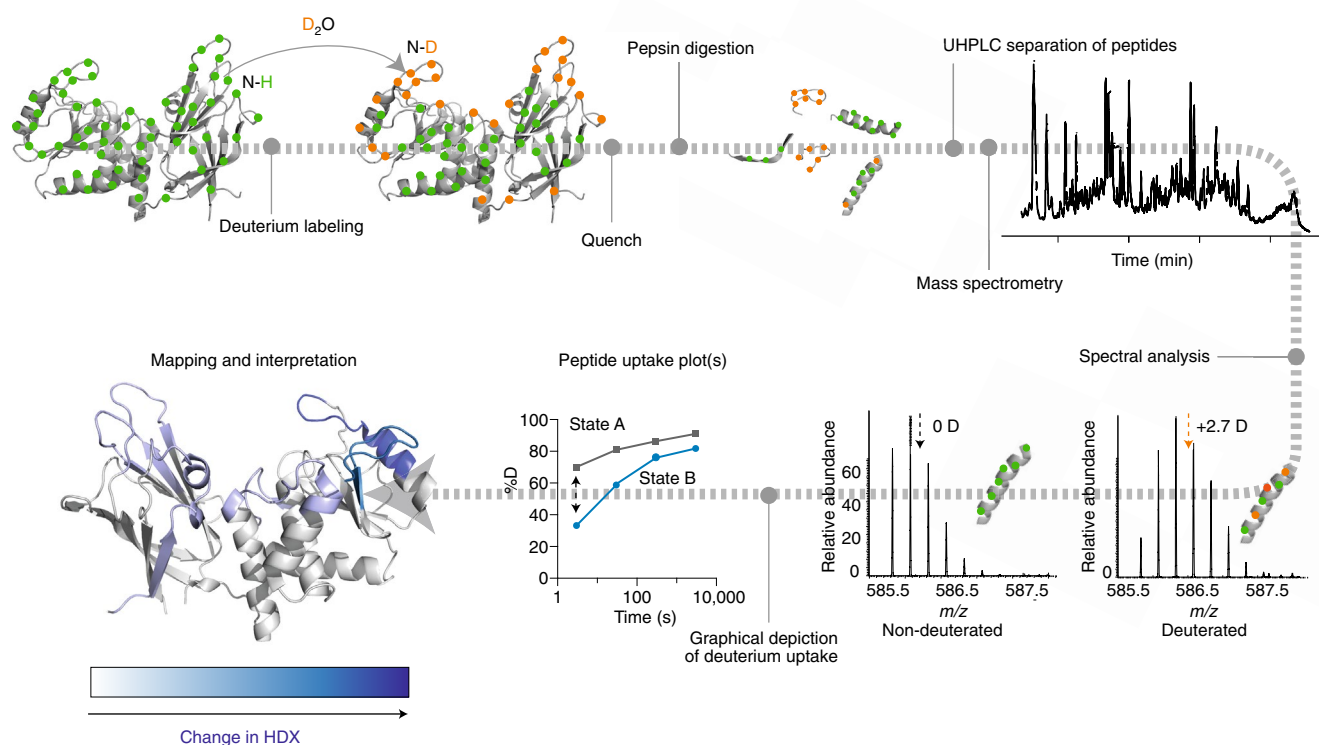 D₂O
N-H
N-D
Deuterium labeling
Quench
Pepsin digestion
UHPLC separation of peptides
Mass spectrometry
Time (min)
Spectral analysis
Mapping and interpretation
Change in HDX
Peptide uptake plot(s)
100
80
60
40
20
0
%D
State A
State B
1
100
10,000
Time (s)
Graphical depiction
of deuterium uptake
Relative abundance
60
40
20
0
0 D
585.5
586.5
587.5
m/z
Non-deuterated
Relative abundance
0
+2.7 D
585.5
586.5
587.5
m/z
Deuterated